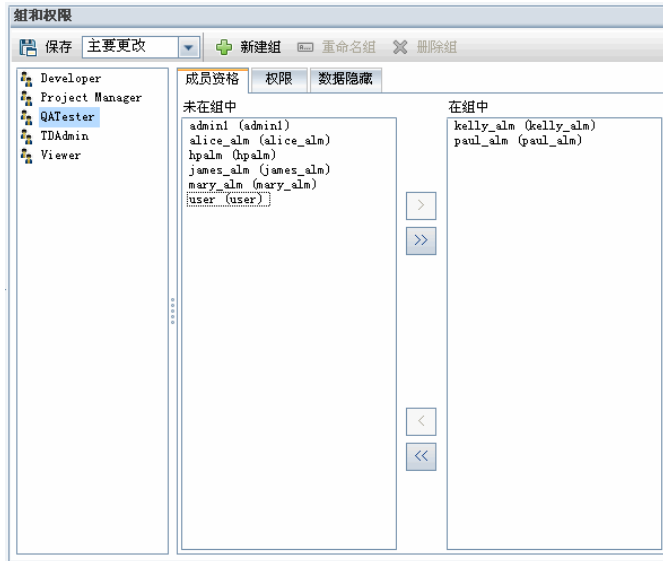 组和权限
保存 主要更改 新建组 重命名组 删除组
Developer
Project Manager
QATester
TDAdmin
Viewer
成员资格 权限 数据隐藏
未在组中
admin1 (admin1)
alice_alm (alice_alm)
hpalm (hpalm)
james_alm (james_alm)
mary_alm (mary_alm)
user (user)
>
>>
<
<<
在组中
kelly_alm (kelly_alm)
paul_alm (paul_alm)